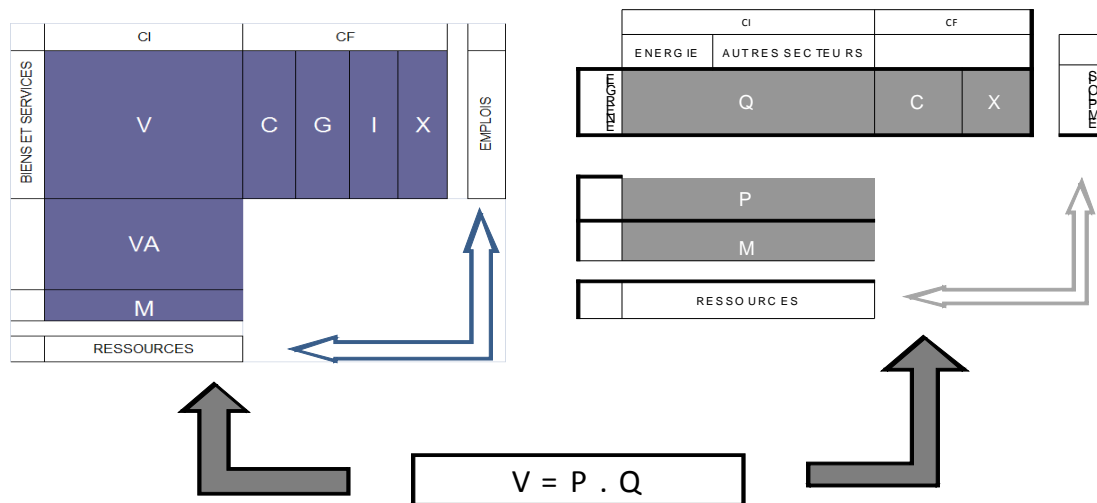 CI
CF
BIENS ET SERVICES
V
C
G
I
X
EMPLOIS
VA
M
RESSOURCES
CI
CF
ENERGIE
AUTRES SECTEURS
Q
C
X
P
M
RESSOURCES
V = P . Q